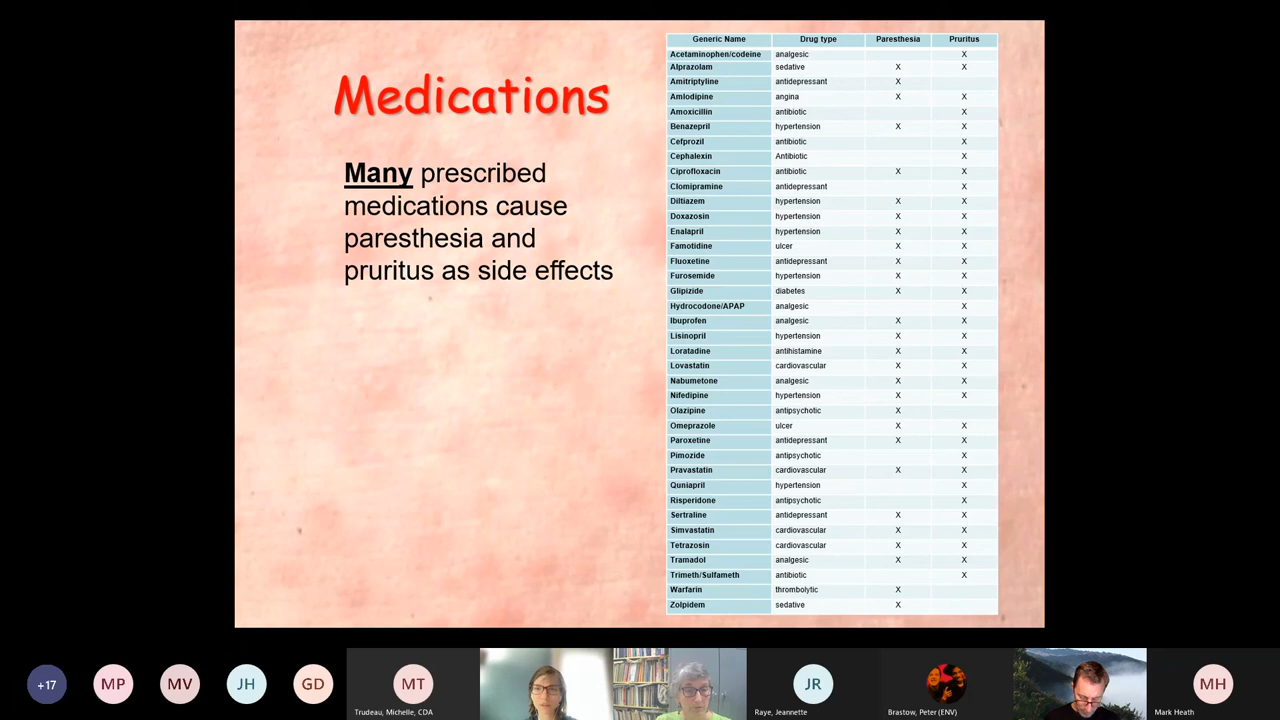 Medications
Many prescribed
medications cause
paresthesia and
pruritus as side effects
Generic Name Drug type Paresthesia Pruritus
Acetaminophen/codeine analgesic X
Alprazolam sedative X X
Amitriptyline antidepressant X
Amlodipine angina X X
Amoxicillin antibiotic X
Benazepril hypertension X X
Cefprozil antibiotic X
Cephalexin Antibiotic X
Ciprofloxacin antibiotic X X
Clomipramine antidepressant X
Diltiazem hypertension X X
Doxazosin hypertension X X
Enalapril hypertension X X
Famotidine ulcer X X
Fluoxetine antidepressant X X
Furosemide hypertension X X
Glipizide diabetes X X
Hydrocodone/APAP analgesic X
Ibuprofen analgesic X X
Lisinopril hypertension X X
Loratadine antihistamine X X
Lovastatin cardiovascular X X
Nabumetone analgesic X X
Nifedipine hypertension X X
Olazipine antipsychotic X
Omeprazole ulcer X X
Paroxetine antidepressant X X
Pimozide antipsychotic X
Pravastatin cardiovascular X X
Quniapril hypertension X
Risperidone antipsychotic X
Sertraline antidepressant X X
Simvastatin cardiovascular X X
Tetrazosin cardiovascular X X
Tramadol analgesic X X
Trimeth/Sulfameth antibiotic X
Warfarin thrombolytic X
Zolpidem sedative X
+17 MP MV JH GD MT JR MH
Trudeau, Michelle, CDA
Raye, Jeannette
Brastow, Peter (ENV)
Mark Heath